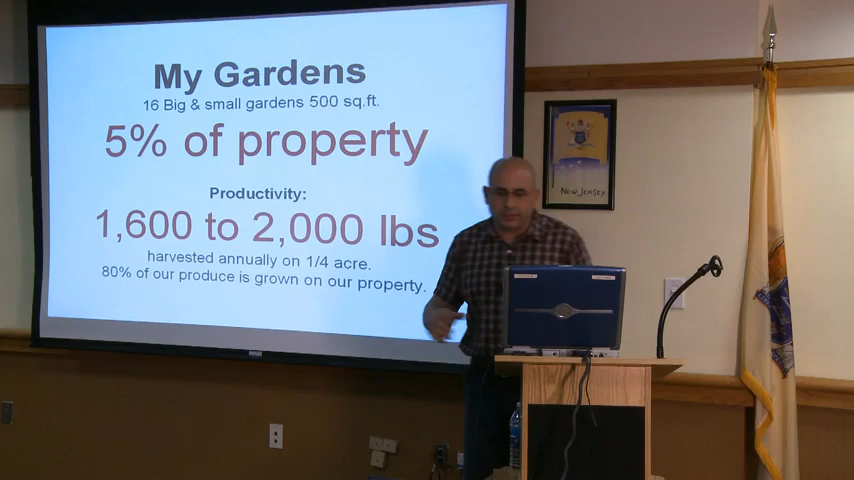 My Gardens
16 Big & small gardens 500 sq.ft.
5% of property
Productivity:
1,600 to 2,000 lbs
harvested annually on 1/4 acre.
80% of our produce is grown on our property.
NEW JERSEY